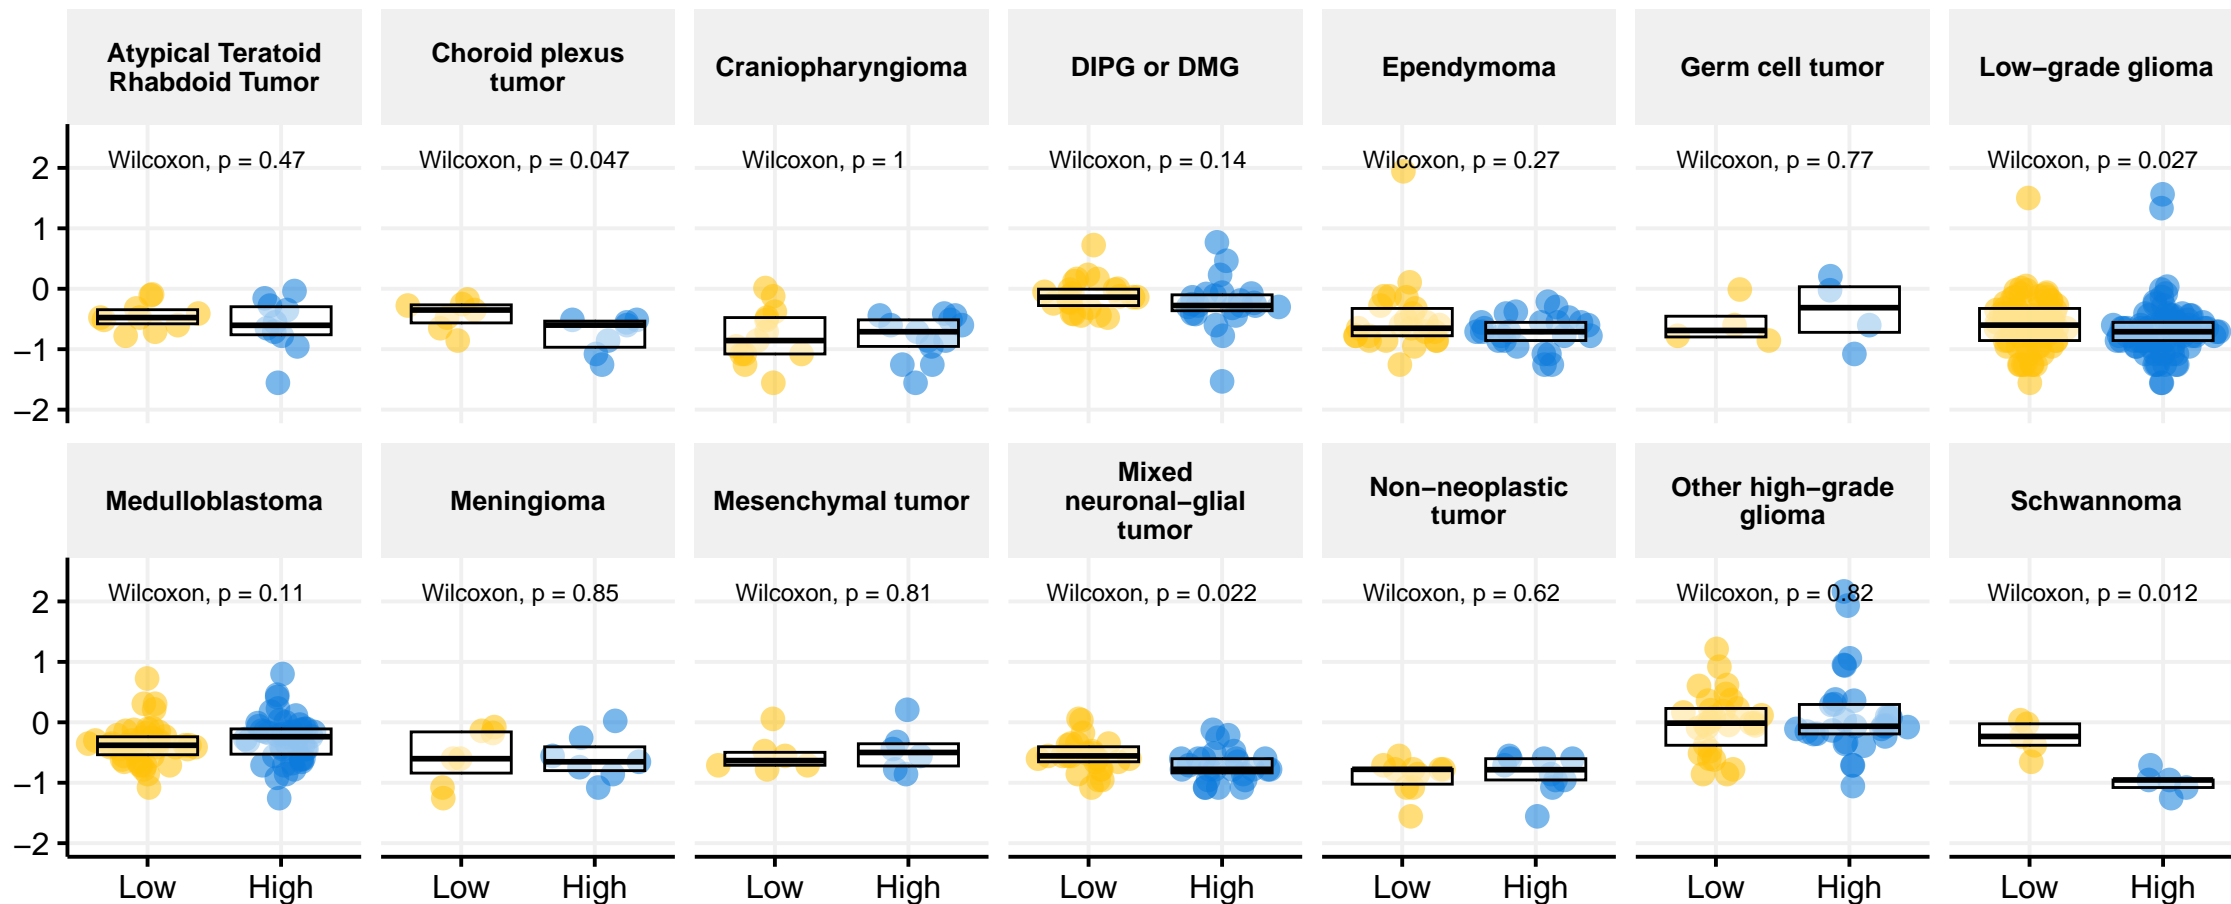 Atypical Teratoid
Rhabdoid Tumor
Choroid plexus
tumor
Craniopharyngioma
DIPG or DMG
Ependymoma
Germ cell tumor
Low−grade glioma
Wilcoxon, p = 0.47
Wilcoxon, p = 0.047
Wilcoxon, p = 1
Wilcoxon, p = 0.14
Wilcoxon, p = 0.27
Wilcoxon, p = 0.77
Wilcoxon, p = 0.027
2
1
0
−1
−2
Medulloblastoma
Meningioma
Mesenchymal tumor
Mixed
neuronal−glial
tumor
Non−neoplastic
tumor
Other high−grade
glioma
Schwannoma
Wilcoxon, p = 0.11
Wilcoxon, p = 0.85
Wilcoxon, p = 0.81
Wilcoxon, p = 0.022
Wilcoxon, p = 0.62
Wilcoxon, p = 0.82
Wilcoxon, p = 0.012
2
1
0
−1
−2
Low High Low High Low High Low High Low High Low High Low High